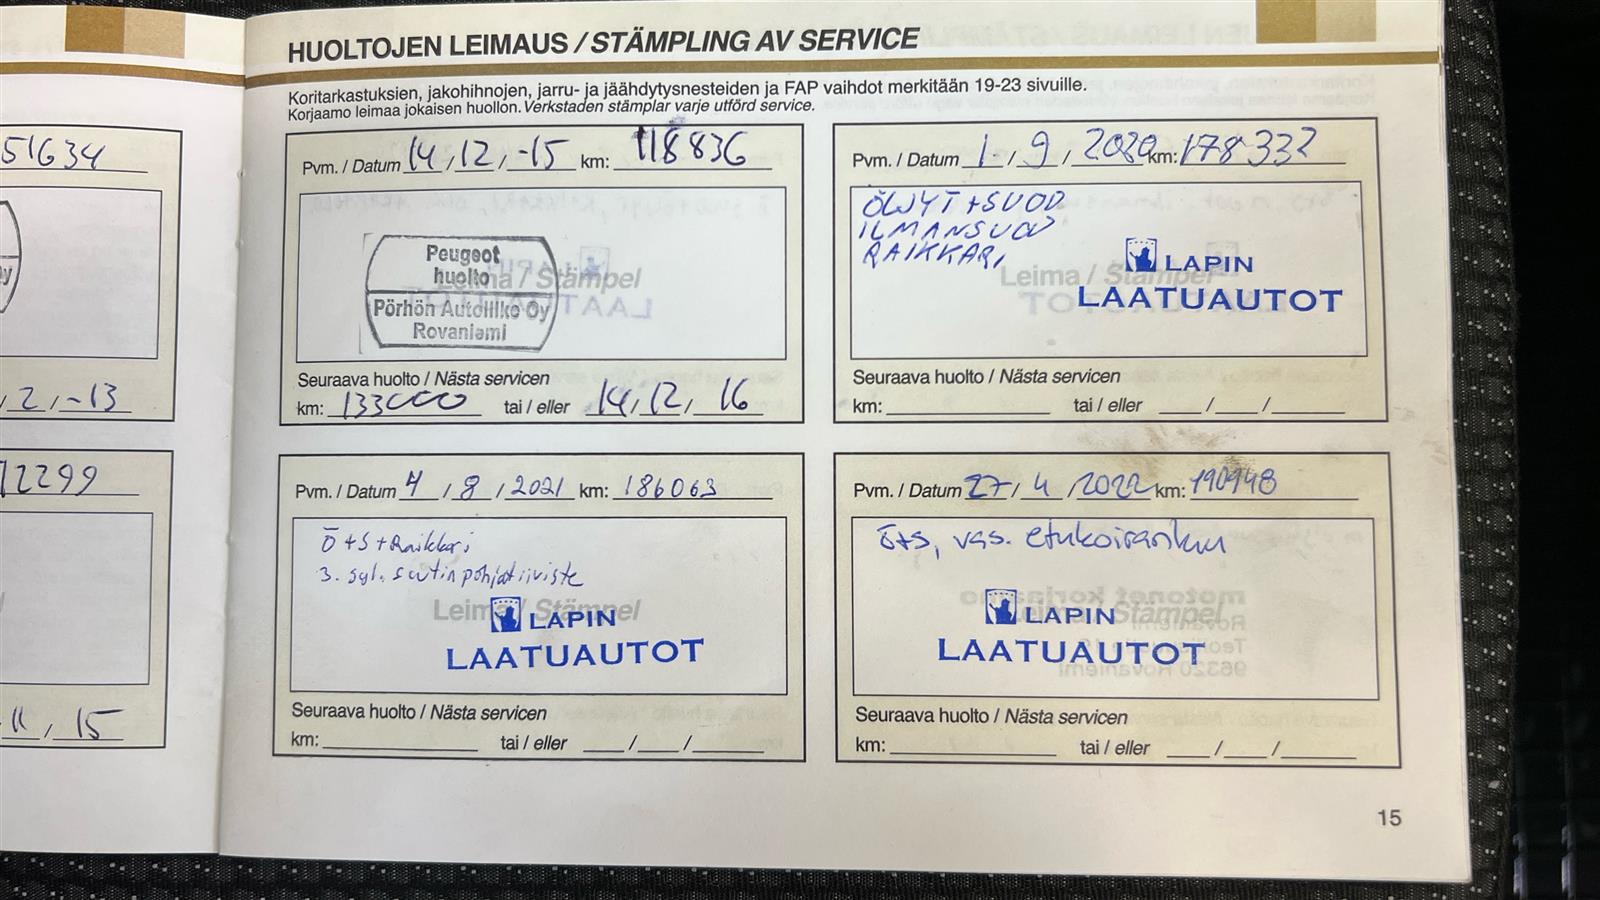 51634
2, -13
12299
11, 15
HUOLTOJEN LEIMAUS / STÄMPLING AV SERVICE
Koritarkastuksien, jakohihnojen, jarru- ja jäähdytysnesteiden ja FAP vaihdot merkitään 19-23 sivuille.
Korjaamo leimaa jokaisen huollon. Verkstaden stämplar varje utförd service.
Pvm. / Datum 14, 12, -15 km: 118836
Peugeot
huolto
Leima / Stämpel
Pörhön Autoliike Oy
Rovaniemi
Seuraava huolto / Nästa servicen
km: 133000 tai / eller 14, 12, 16
Pvm. / Datum 1 / 9 / 2020 km: 178332
ÖLJYT+SUOD
ILMANSUOD
RAIKKARI
Leima / Stämpel
LAPIN
LAATUAUTOT
Seuraava huolto / Nästa servicen
km: tai / eller / /
Pvm. / Datum 4 / 8 / 2021 km: 186063
Ö+S+Raikkari
3. syl. suutinpohjatiiviste
Leima / Stämpel
LAPIN
LAATUAUTOT
Seuraava huolto / Nästa servicen
km: tai / eller / /
Pvm. / Datum 27 / 4 / 2022 km: 190948
Ö+S, vas. etukoiranluu
Leima / Stämpel
LAPIN
LAATUAUTOT
Seuraava huolto / Nästa servicen
km: tai / eller / /
15